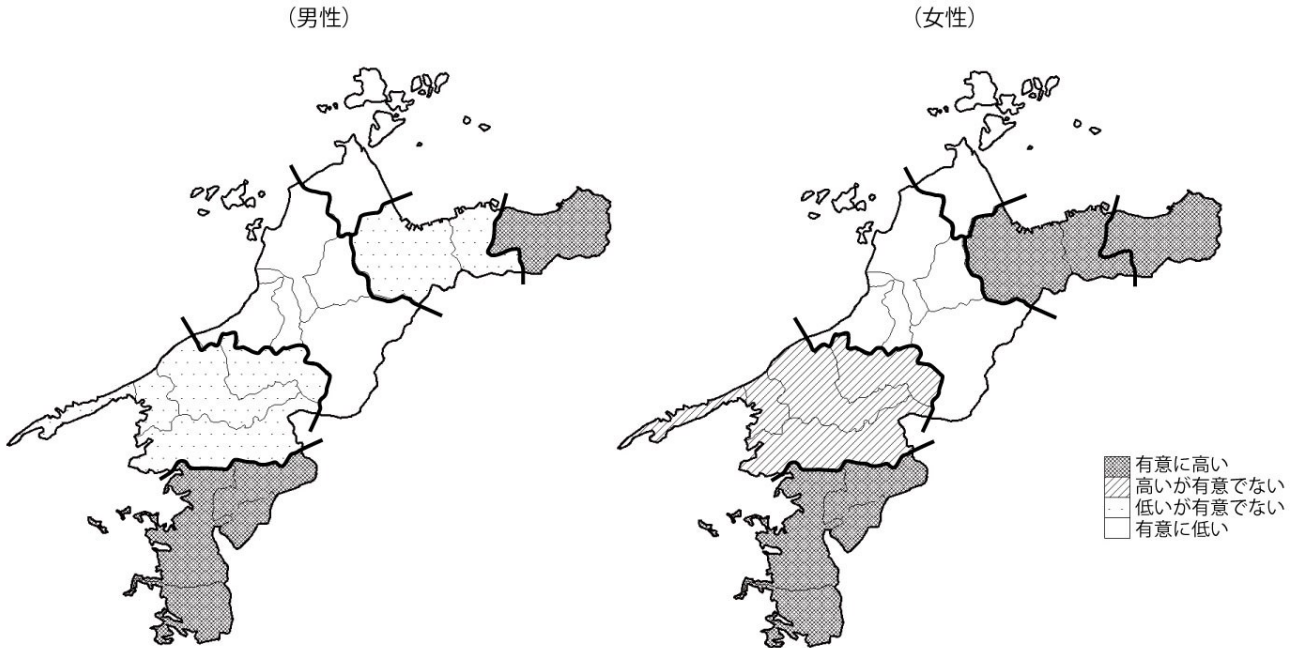 （男性）
（女性）
有意に高い
高いが有意でない
低いが有意でない
有意に低い